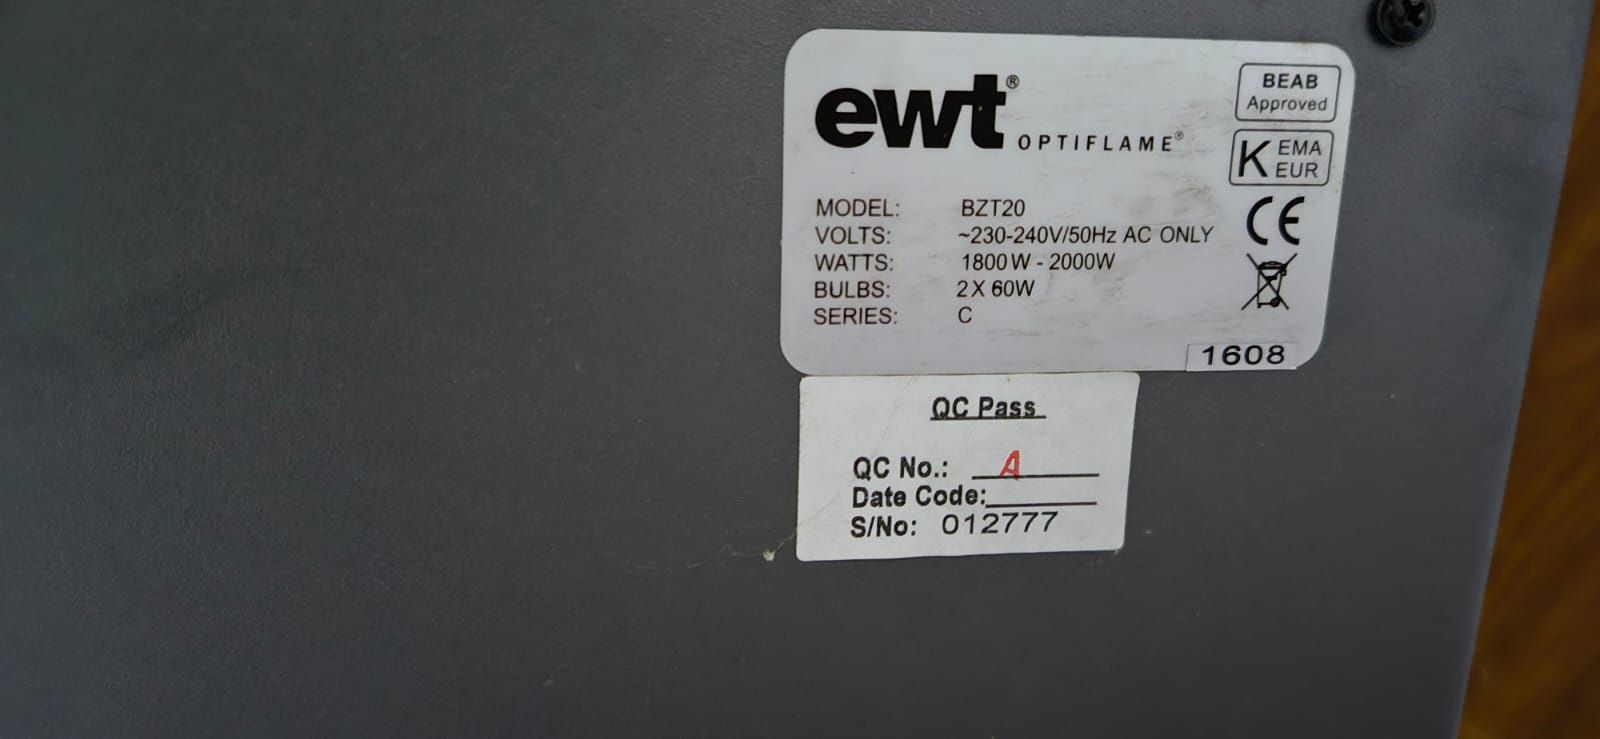 ewt® OPTIFLAME®
BEAB
Approved
K EMA
EUR
CE
MODEL: BZT20
VOLTS: ~230-240V/50Hz AC ONLY
WATTS: 1800W - 2000W
BULBS: 2 X 60W
SERIES: C
1608
QC Pass
QC No.: A
Date Code:
S/No: 012777